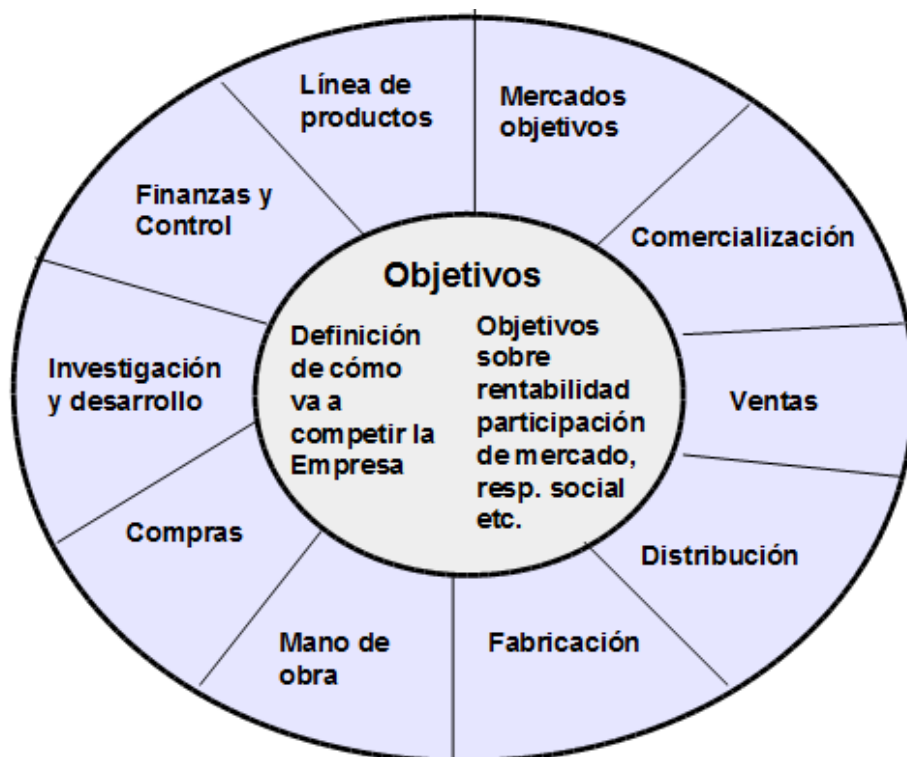 Línea de
productos
Mercados
objetivos
Comercialización
Ventas
Distribución
Fabricación
Mano de
obra
Compras
Investigación
y desarrollo
Finanzas y
Control
Objetivos
Definición
de cómo
va a
competir la
Empresa
Objetivos
sobre
rentabilidad
participación
de mercado,
resp. social
etc.